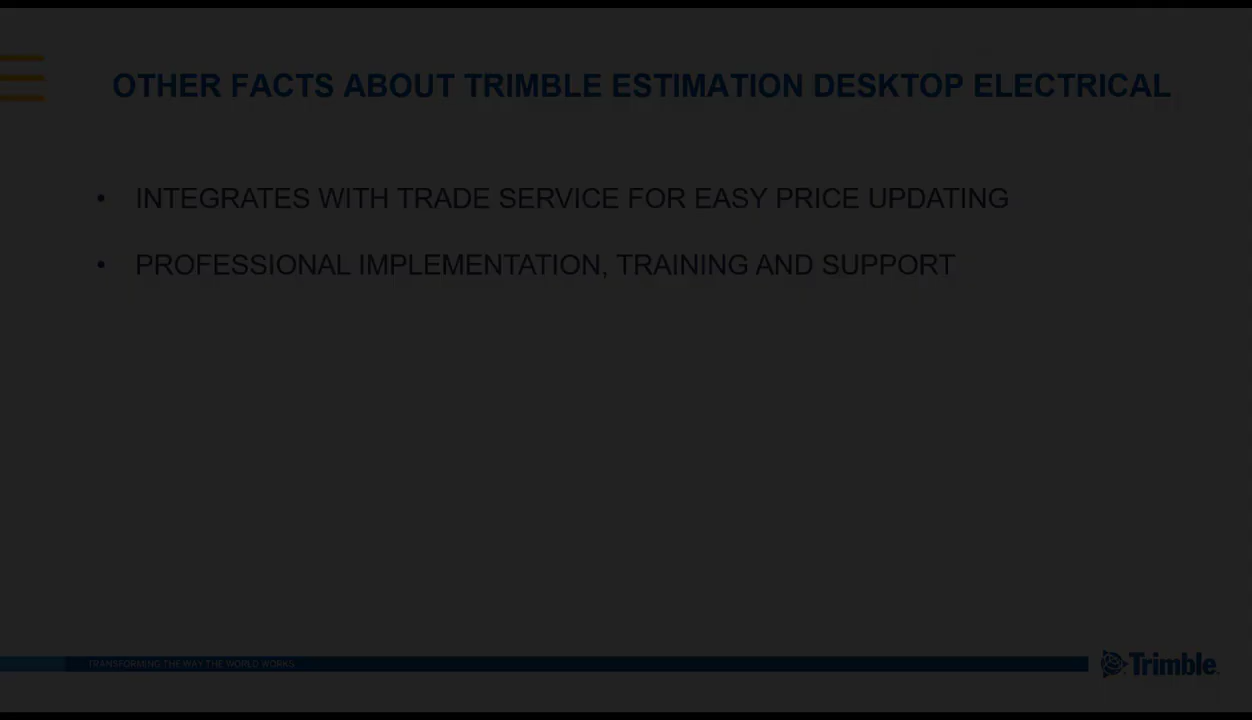 OTHER FACTS ABOUT TRIMBLE ESTIMATION DESKTOP ELECTRICAL
• INTEGRATES WITH TRADE SERVICE FOR EASY PRICE UPDATING
• PROFESSIONAL IMPLEMENTATION, TRAINING AND SUPPORT
TRANSFORMING THE WAY THE WORLD WORKS
Trimble